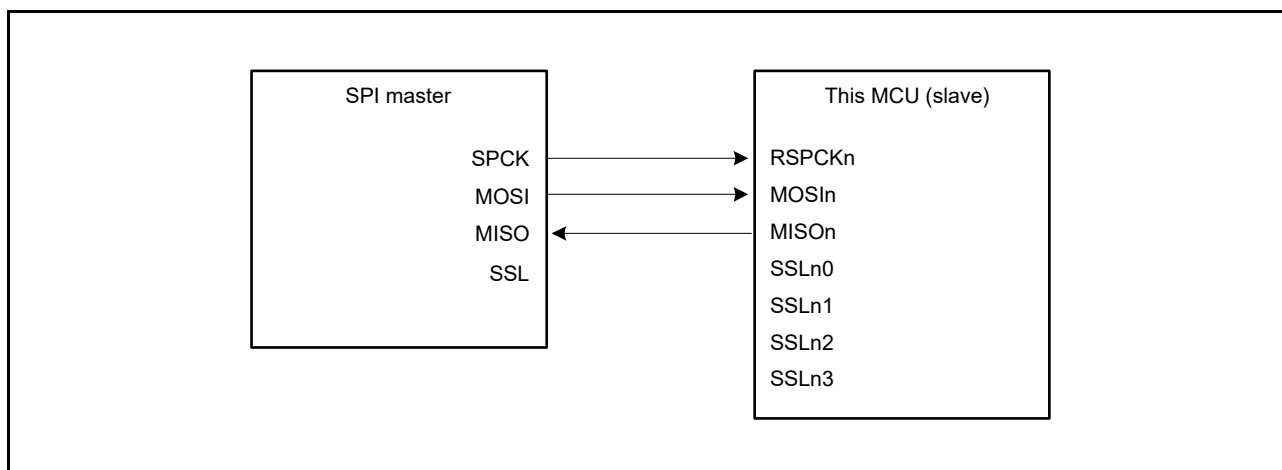 SPI master
SPCK
MOSI
MISO
SSL
This MCU (slave)
RSPCKn
MOSIn
MISOn
SSLn0
SSLn1
SSLn2
SSLn3